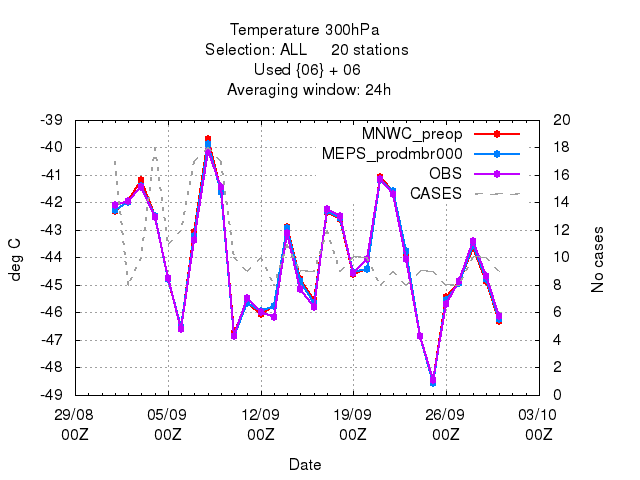 Temperature 300hPa
Selection: ALL 20 stations
Used {06} + 06
Averaging window: 24h
-39 20
-40 18
-41 16
-42 14
-43 12
-44 10
-45 8
-46 6
-47 4
-48 2
-49 0
MNWC_preop
MEPS_prodmbr000
OBS
CASES
deg C
No cases
29/08 05/09 12/09 19/09 26/09 03/10
00Z 00Z 00Z 00Z 00Z 00Z
Date